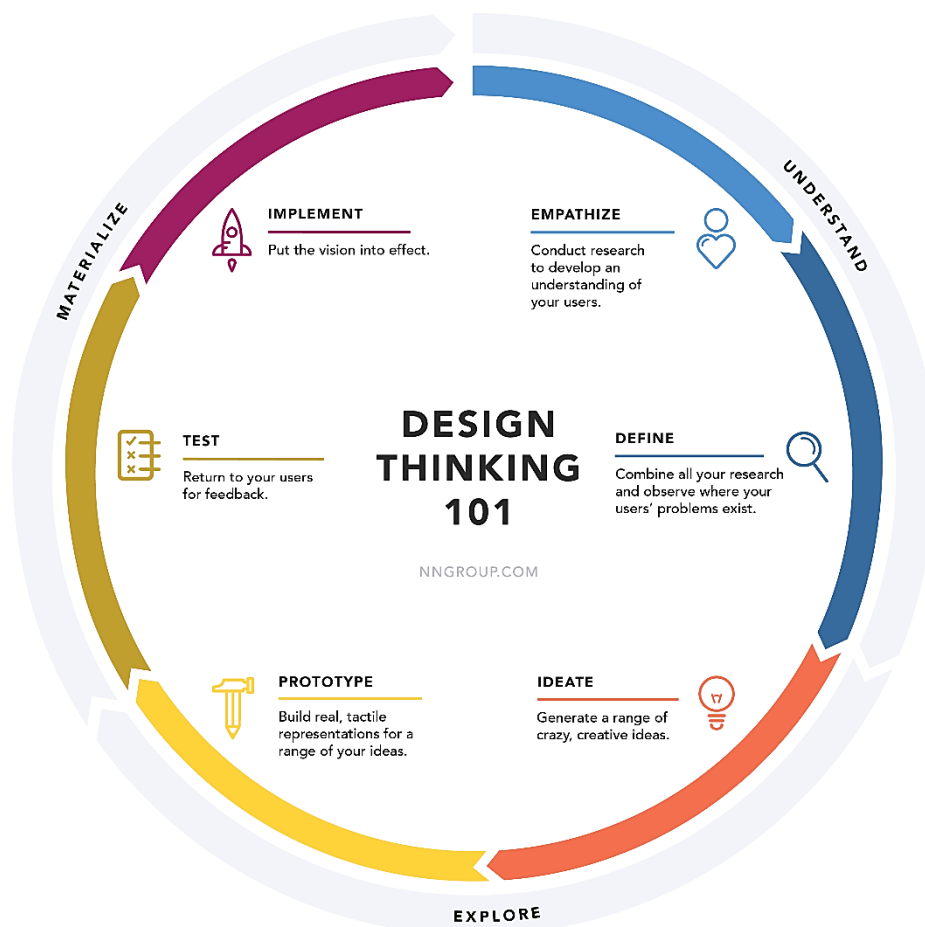 DESIGN
THINKING
101
NNGROUP.COM
UNDERSTAND
EMPATHIZE
Conduct research
to develop an
understanding of
your users.
DEFINE
Combine all your research
and observe where your
users’ problems exist.
EXPLORE
IDEATE
Generate a range of
crazy, creative ideas.
PROTOTYPE
Build real, tactile
representations for a
range of your ideas.
MATERIALIZE
TEST
Return to your users
for feedback.
IMPLEMENT
Put the vision into effect.